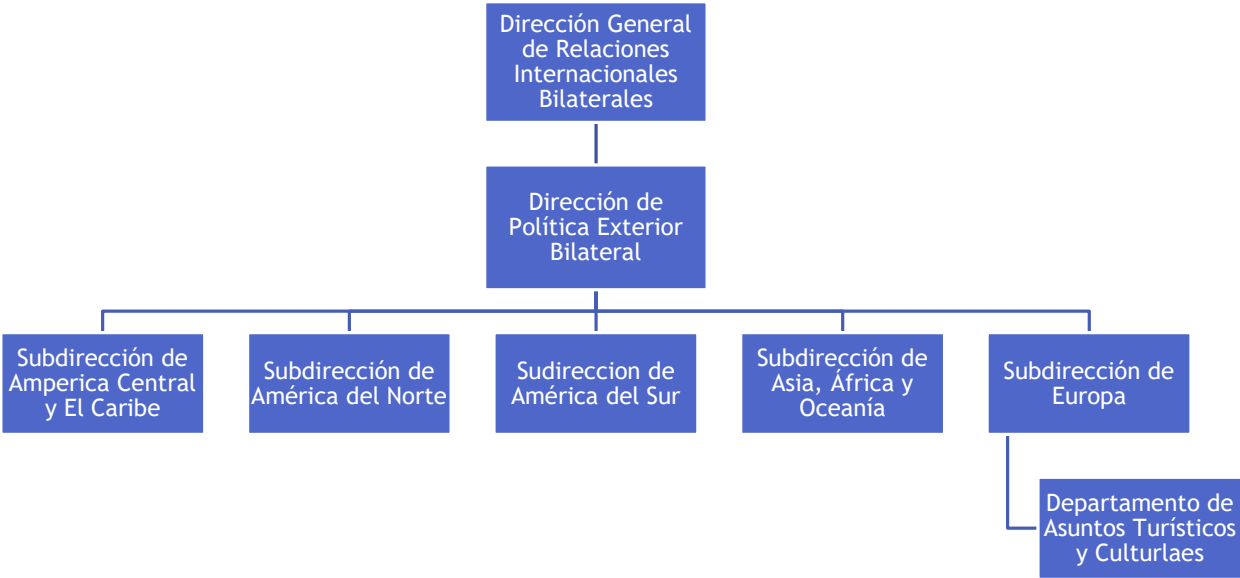 Dirección General
de Relaciones
Internacionales
Bilaterales
Dirección de
Política Exterior
Bilateral
Subdirección de
Amperica Central
y El Caribe
Subdirección de
América del Norte
Sudireccion de
América del Sur
Subdirección de
Asia, África y
Oceanía
Subdirección de
Europa
Departamento de
Asuntos Turísticos
y Culturlaes